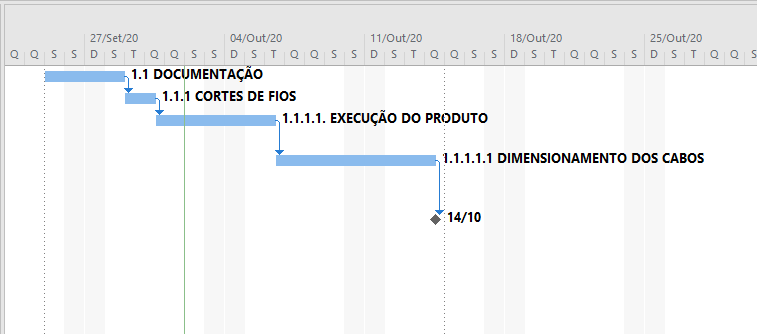 27/Set/20 04/Out/20 11/Out/20 18/Out/20 25/Out/20
Q Q S S D S T Q Q S S D S T Q Q S S D S T Q Q S S D S T Q Q S S D S T Q Q S
1.1 DOCUMENTAÇÃO
1.1.1 CORTES DE FIOS
1.1.1.1. EXECUÇÃO DO PRODUTO
1.1.1.1.1 DIMENSIONAMENTO DOS CABOS
14/10